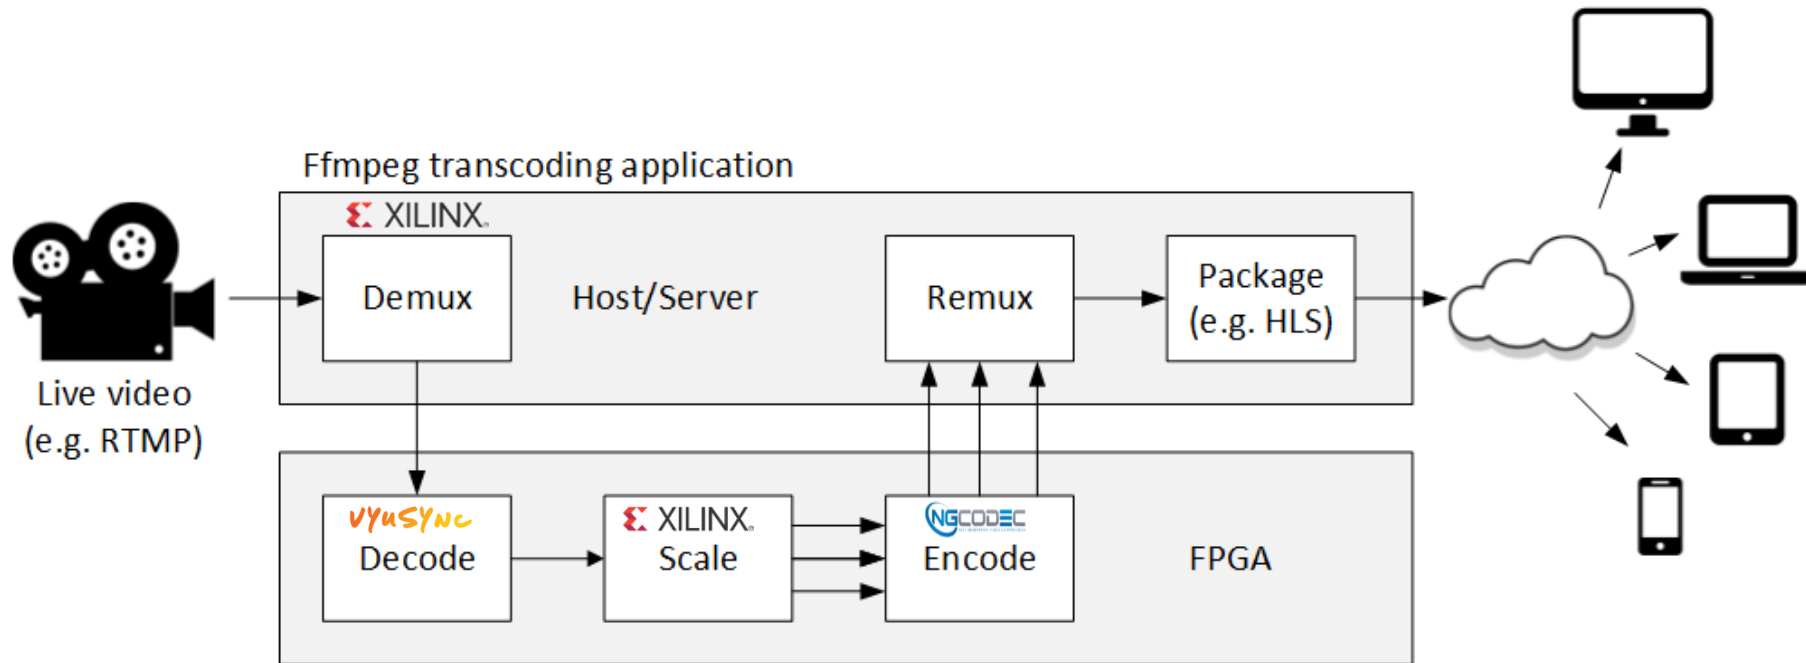 Ffmpeg transcoding application
XILINX
Demux
Host/Server
Remux
Package
(e.g. HLS)
Live video
(e.g. RTMP)
VYUSYNC
Decode
XILINX
Scale
NGCODEC
Encode
FPGA